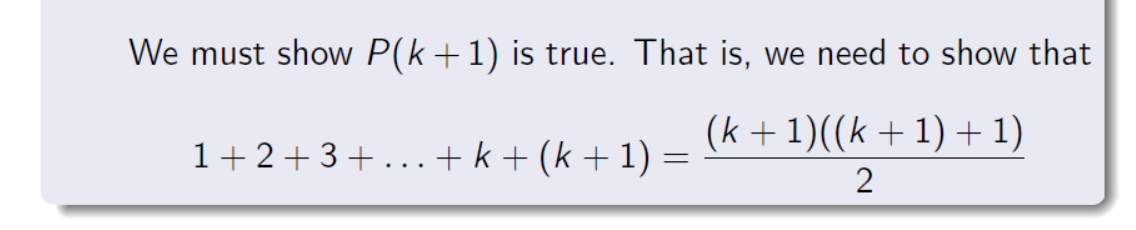 We must show P(k + 1) is true. That is, we need to show that
1 + 2 + 3 + ... + k + (k + 1) = \frac{(k + 1)((k + 1) + 1)}{2}